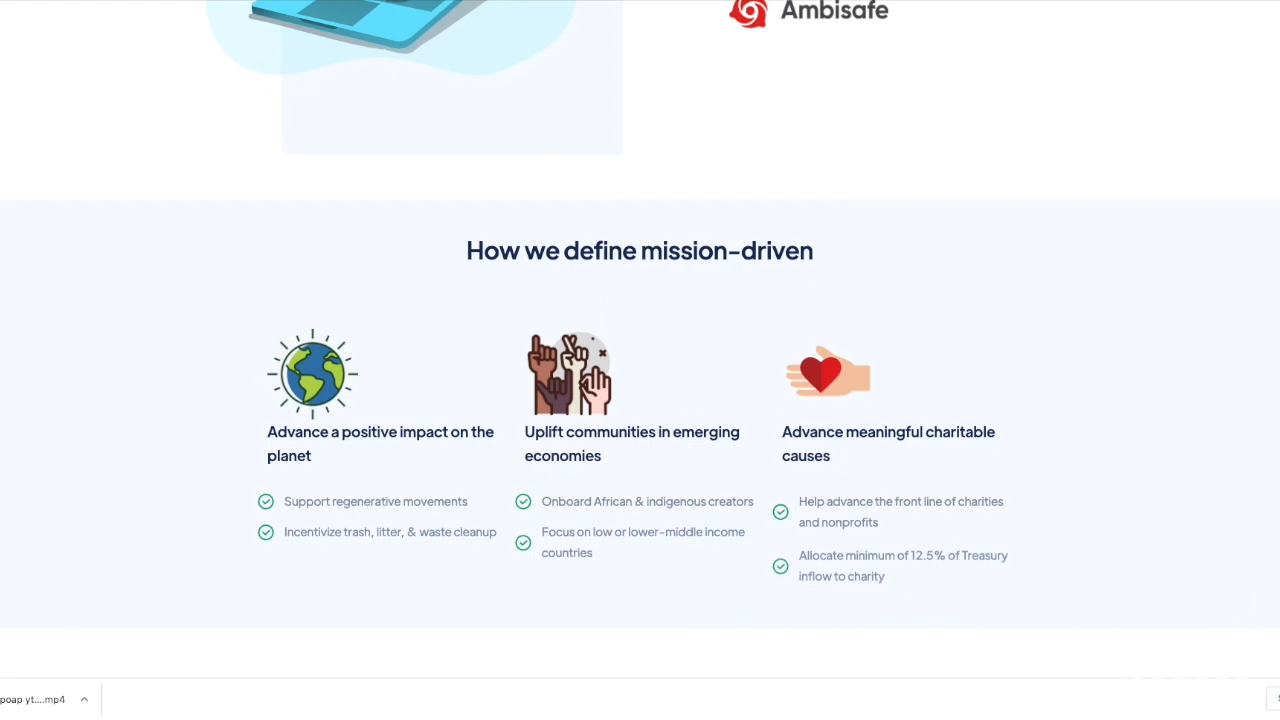 Ambisafe
How we define mission-driven
Advance a positive impact on the
planet
Support regenerative movements
Incentivize trash, litter, & waste cleanup
Uplift communities in emerging
economies
Onboard African & indigenous creators
Focus on low or lower-middle income
countries
Advance meaningful charitable
causes
Help advance the front line of charities
and nonprofits
Allocate minimum of 12.5% of Treasury
inflow to charity
poap yt....mp4